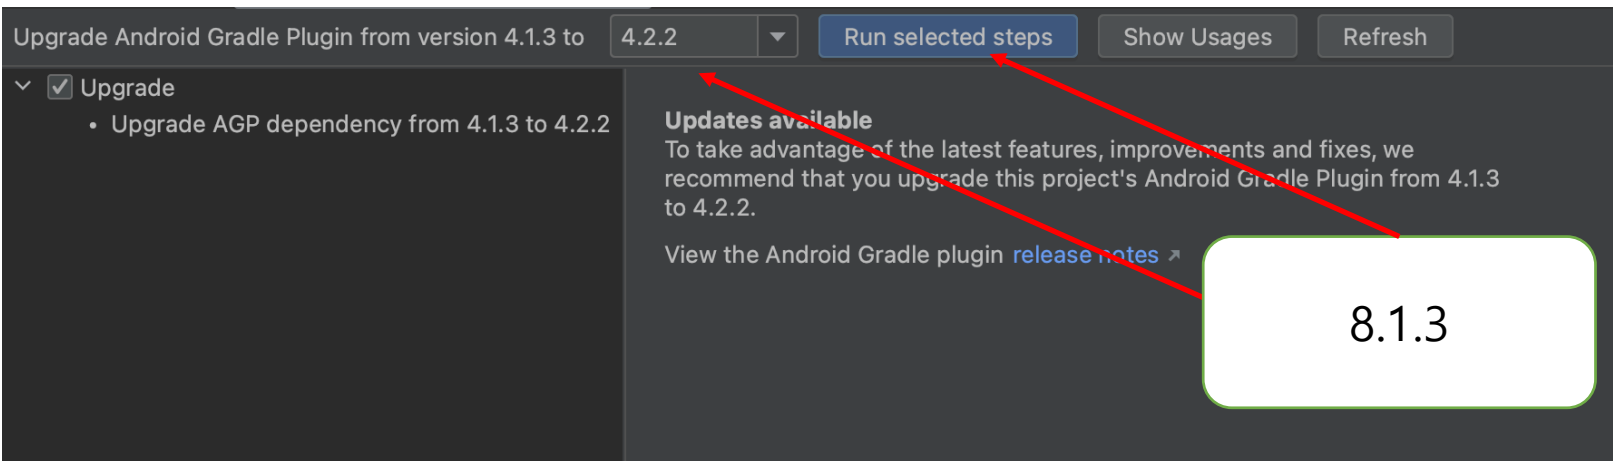 Upgrade Android Gradle Plugin from version 4.1.3 to 4.2.2 Run selected steps Show Usages Refresh
Upgrade
• Upgrade AGP dependency from 4.1.3 to 4.2.2
Updates available
To take advantage of the latest features, improvements and fixes, we
recommend that you upgrade this project's Android Gradle Plugin from 4.1.3
to 4.2.2.
View the Android Gradle plugin release notes
8.1.3